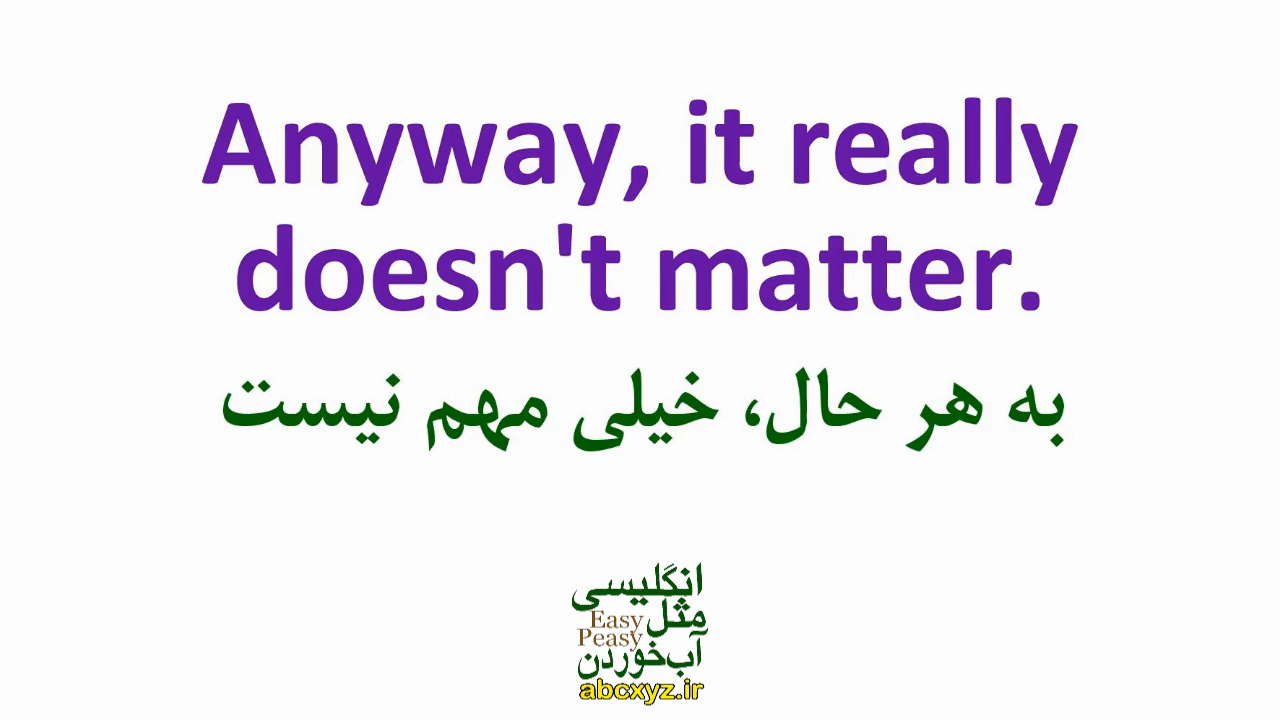 Anyway, it really
doesn't matter.
به هر حال، خیلی مهم نیست
انگلیسی
مثل
Easy
Peasy
آب‌خوردن
abcxyz.ir